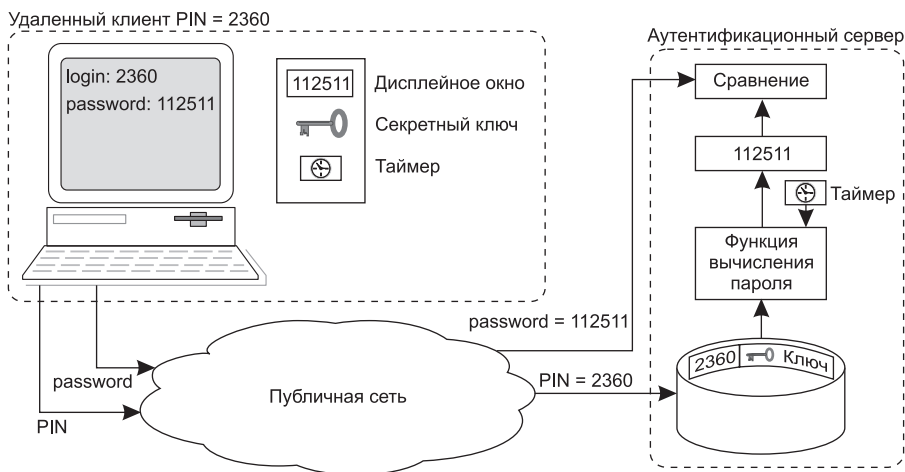 Удаленный клиент PIN = 2360
login: 2360
password: 112511
112511
Дисплейное окно
Секретный ключ
Таймер
Аутентификационный сервер
Сравнение
112511
Таймер
Функция
вычисления
пароля
2360
Ключ
password = 112511
PIN = 2360
Публичная сеть
password
PIN